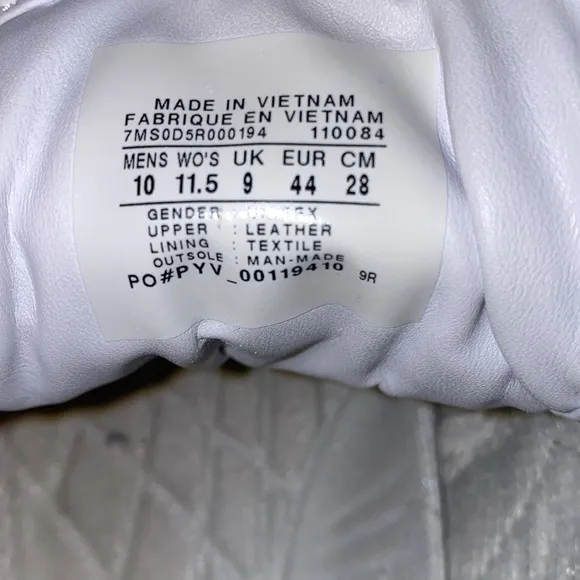 MADE IN VIETNAM
FABRIQUE EN VIETNAM
7MS0D5R000194 110084
MENS WO'S UK EUR CM
10 11.5 9 44 28
GENDER :
UPPER : LEATHER
LINING : TEXTILE
OUTSOLE : MAN-MADE
PO#PYV_00119410 9R